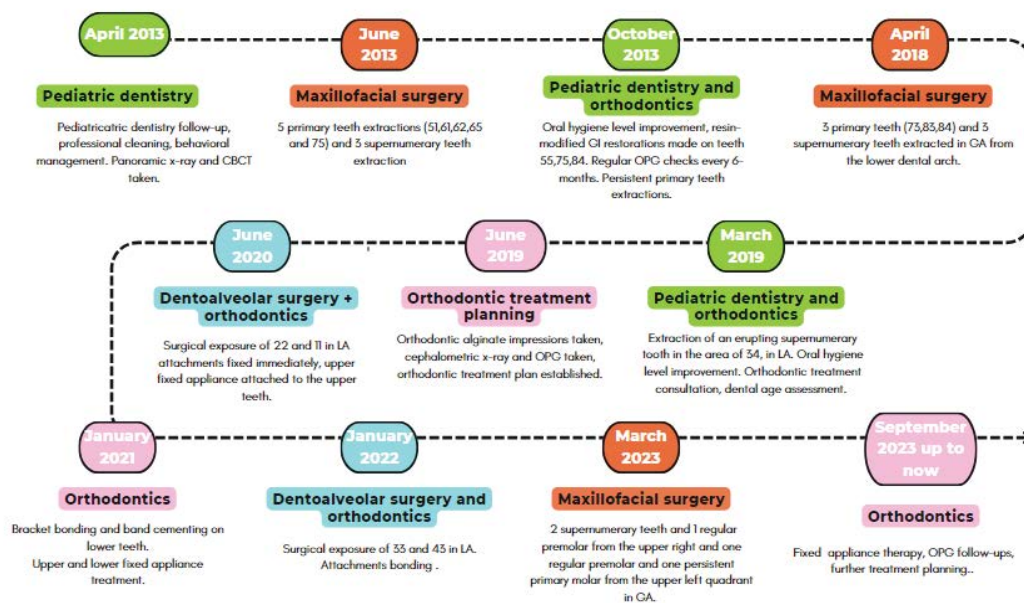 April 2013
Pediatric dentistry
Pediatricatric dentistry follow-up,
professional cleaning, behavioral
management. Panoramic x-ray and CBCT
taken.
June
2013
Maxillofacial surgery
5 prrimary teeth extractions (51,61,62,65
and 75) and 3 supernumerary teeth
extraction
October
2013
Pediatric dentistry and
orthodontics
Oral hygiene level improvement, resin-
modified GI restorations made on teeth
55,75,84. Regular OPG checks every 6-
months. Persistent primary teeth
extractions.
April
2018
Maxillofacial surgery
3 primary teeth (73,83,84) and 3
supernumerary teeth extracted in GA from
the lower dental arch.
March
2019
Pediatric dentistry and
orthodontics
Extraction of an erupting supernumerary
tooth in the area of 34, in LA. Oral hygiene
level improvement. Orthodontic treatment
consultation, dental age assessment.
June
2019
Orthodontic treatment
planning
Orthodontic alginate impressions taken,
cephalometric x-ray and OPG taken,
orthodontic treatment plan established.
June
2020
Dentoalveolar surgery +
orthodontics
Surgical exposure of 22 and 11 in LA
attachments fixed immediately, upper
fixed appliance attached to the upper
teeth.
January
2021
Orthodontics
Bracket bonding and band cementing on
lower teeth.
Upper and lower fixed appliance
treatment.
January
2022
Dentoalveolar surgery and
orthodontics
Surgical exposure of 33 and 43 in LA.
Attachments bonding .
March
2023
Maxillofacial surgery
2 supernumerary teeth and 1 regular
premolar from the upper right and one
regular premolar and one persistent
primary molar from the upper left quadrant
in GA.
September
2023 up to
now
Orthodontics
Fixed appliance therapy, OPG follow-ups,
further treatment planning..